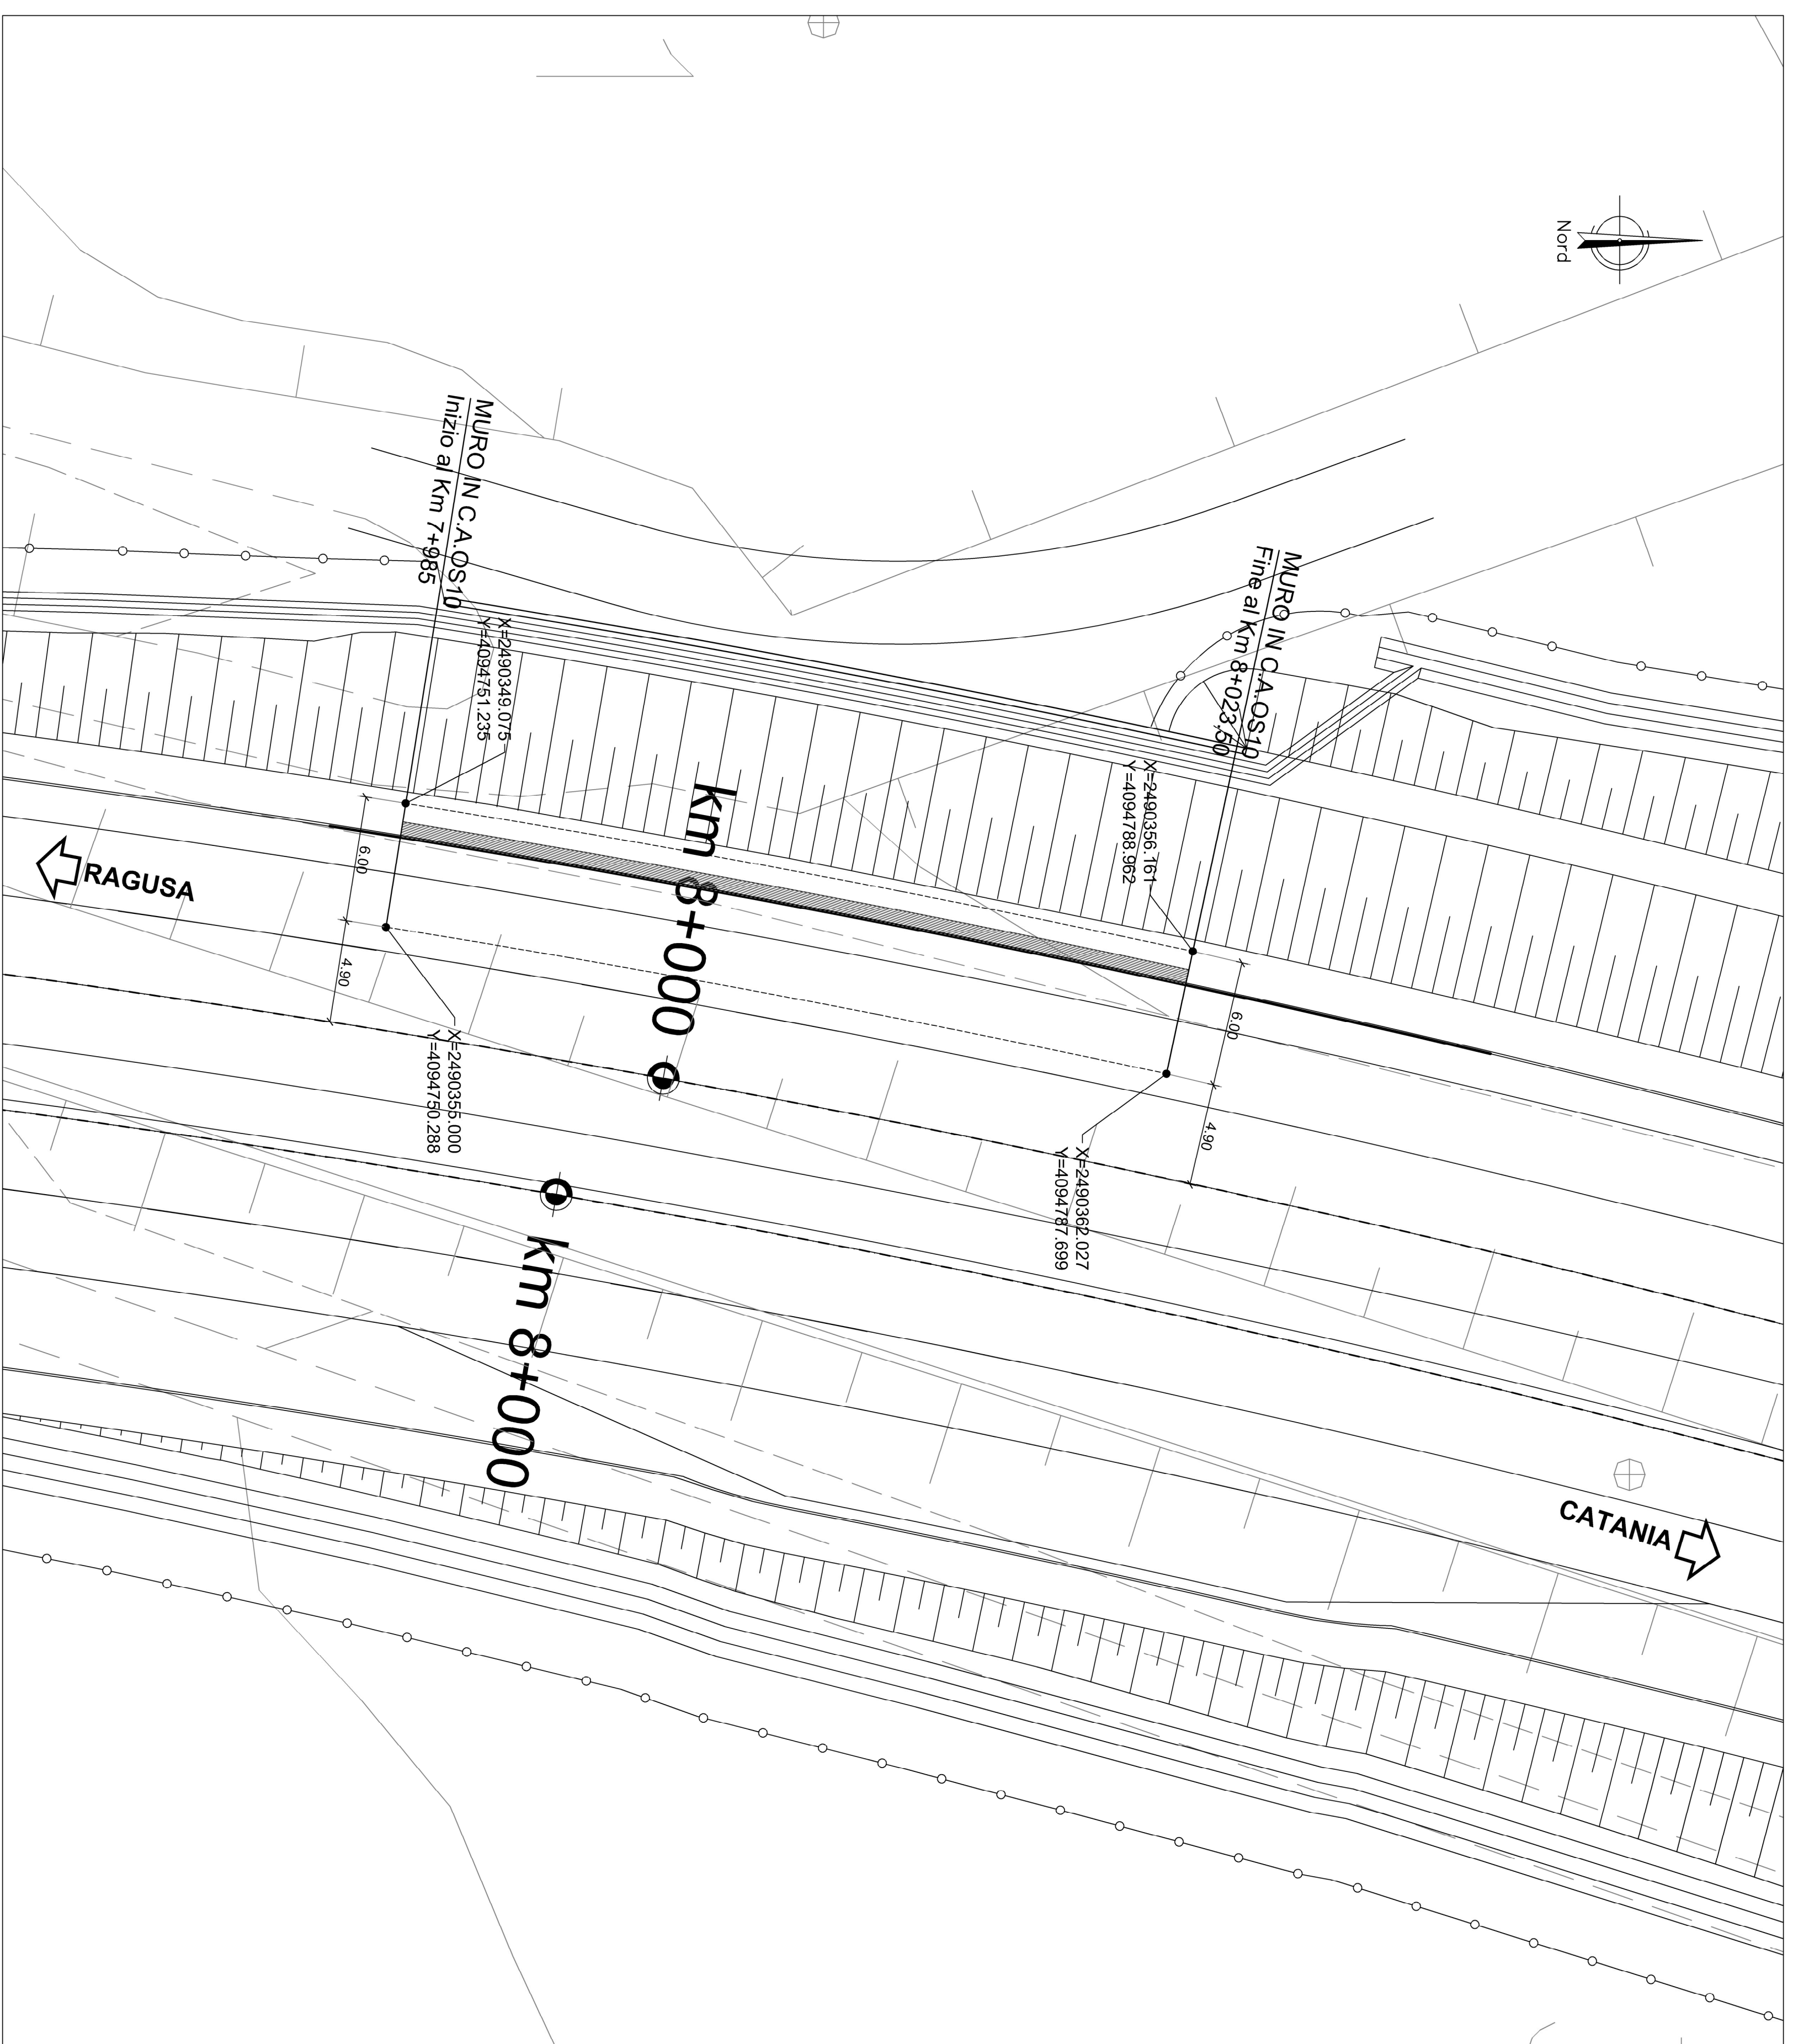 Nord
MURO IN C.A.OS10
Inizio al Km 7+985
X=2490349.075
Y=4094751.235
MURO IN C.A.OS10
Fine al Km 8+023,50
X=2490356.161
Y=4094788.962
km 8+000
RAGUSA
6.00
4.90
6.00
4.90
X=2490355.000
Y=4094750.288
X=2490362.027
Y=4094787.699
km 8+000
CATANIA